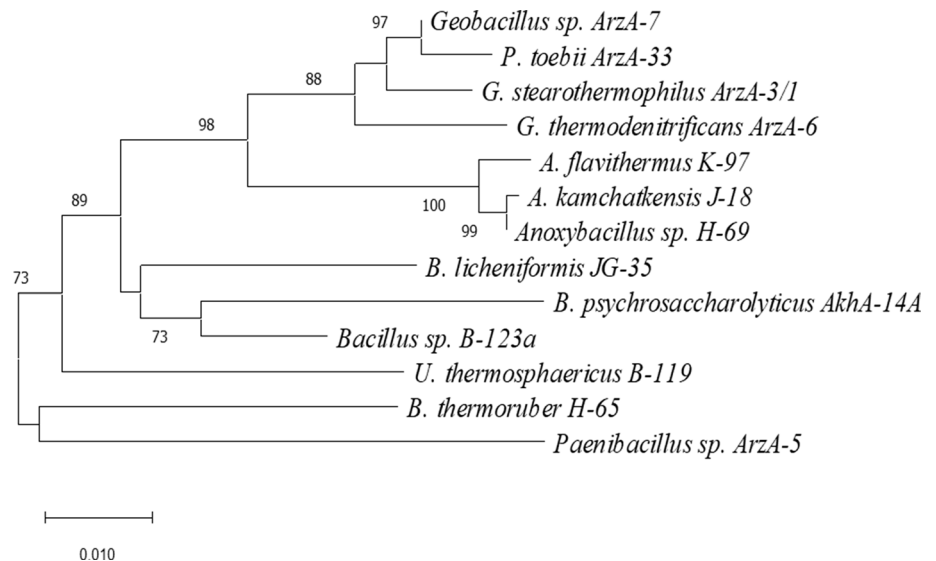 97
Geobacillus sp. ArzA-7
P. toebii ArzA-33
88
G. stearothermophilus ArzA-3/1
98
G. thermodenitrificans ArzA-6
A. flavithermus K-97
89
100
A. kamchatkensis J-18
99
Anoxybacillus sp. H-69
B. licheniformis JG-35
73
B. psychrosaccharolyticus AkhA-14A
73
Bacillus sp. B-123a
U. thermosphaericus B-119
B. thermoruber H-65
Paenibacillus sp. ArzA-5
0.010